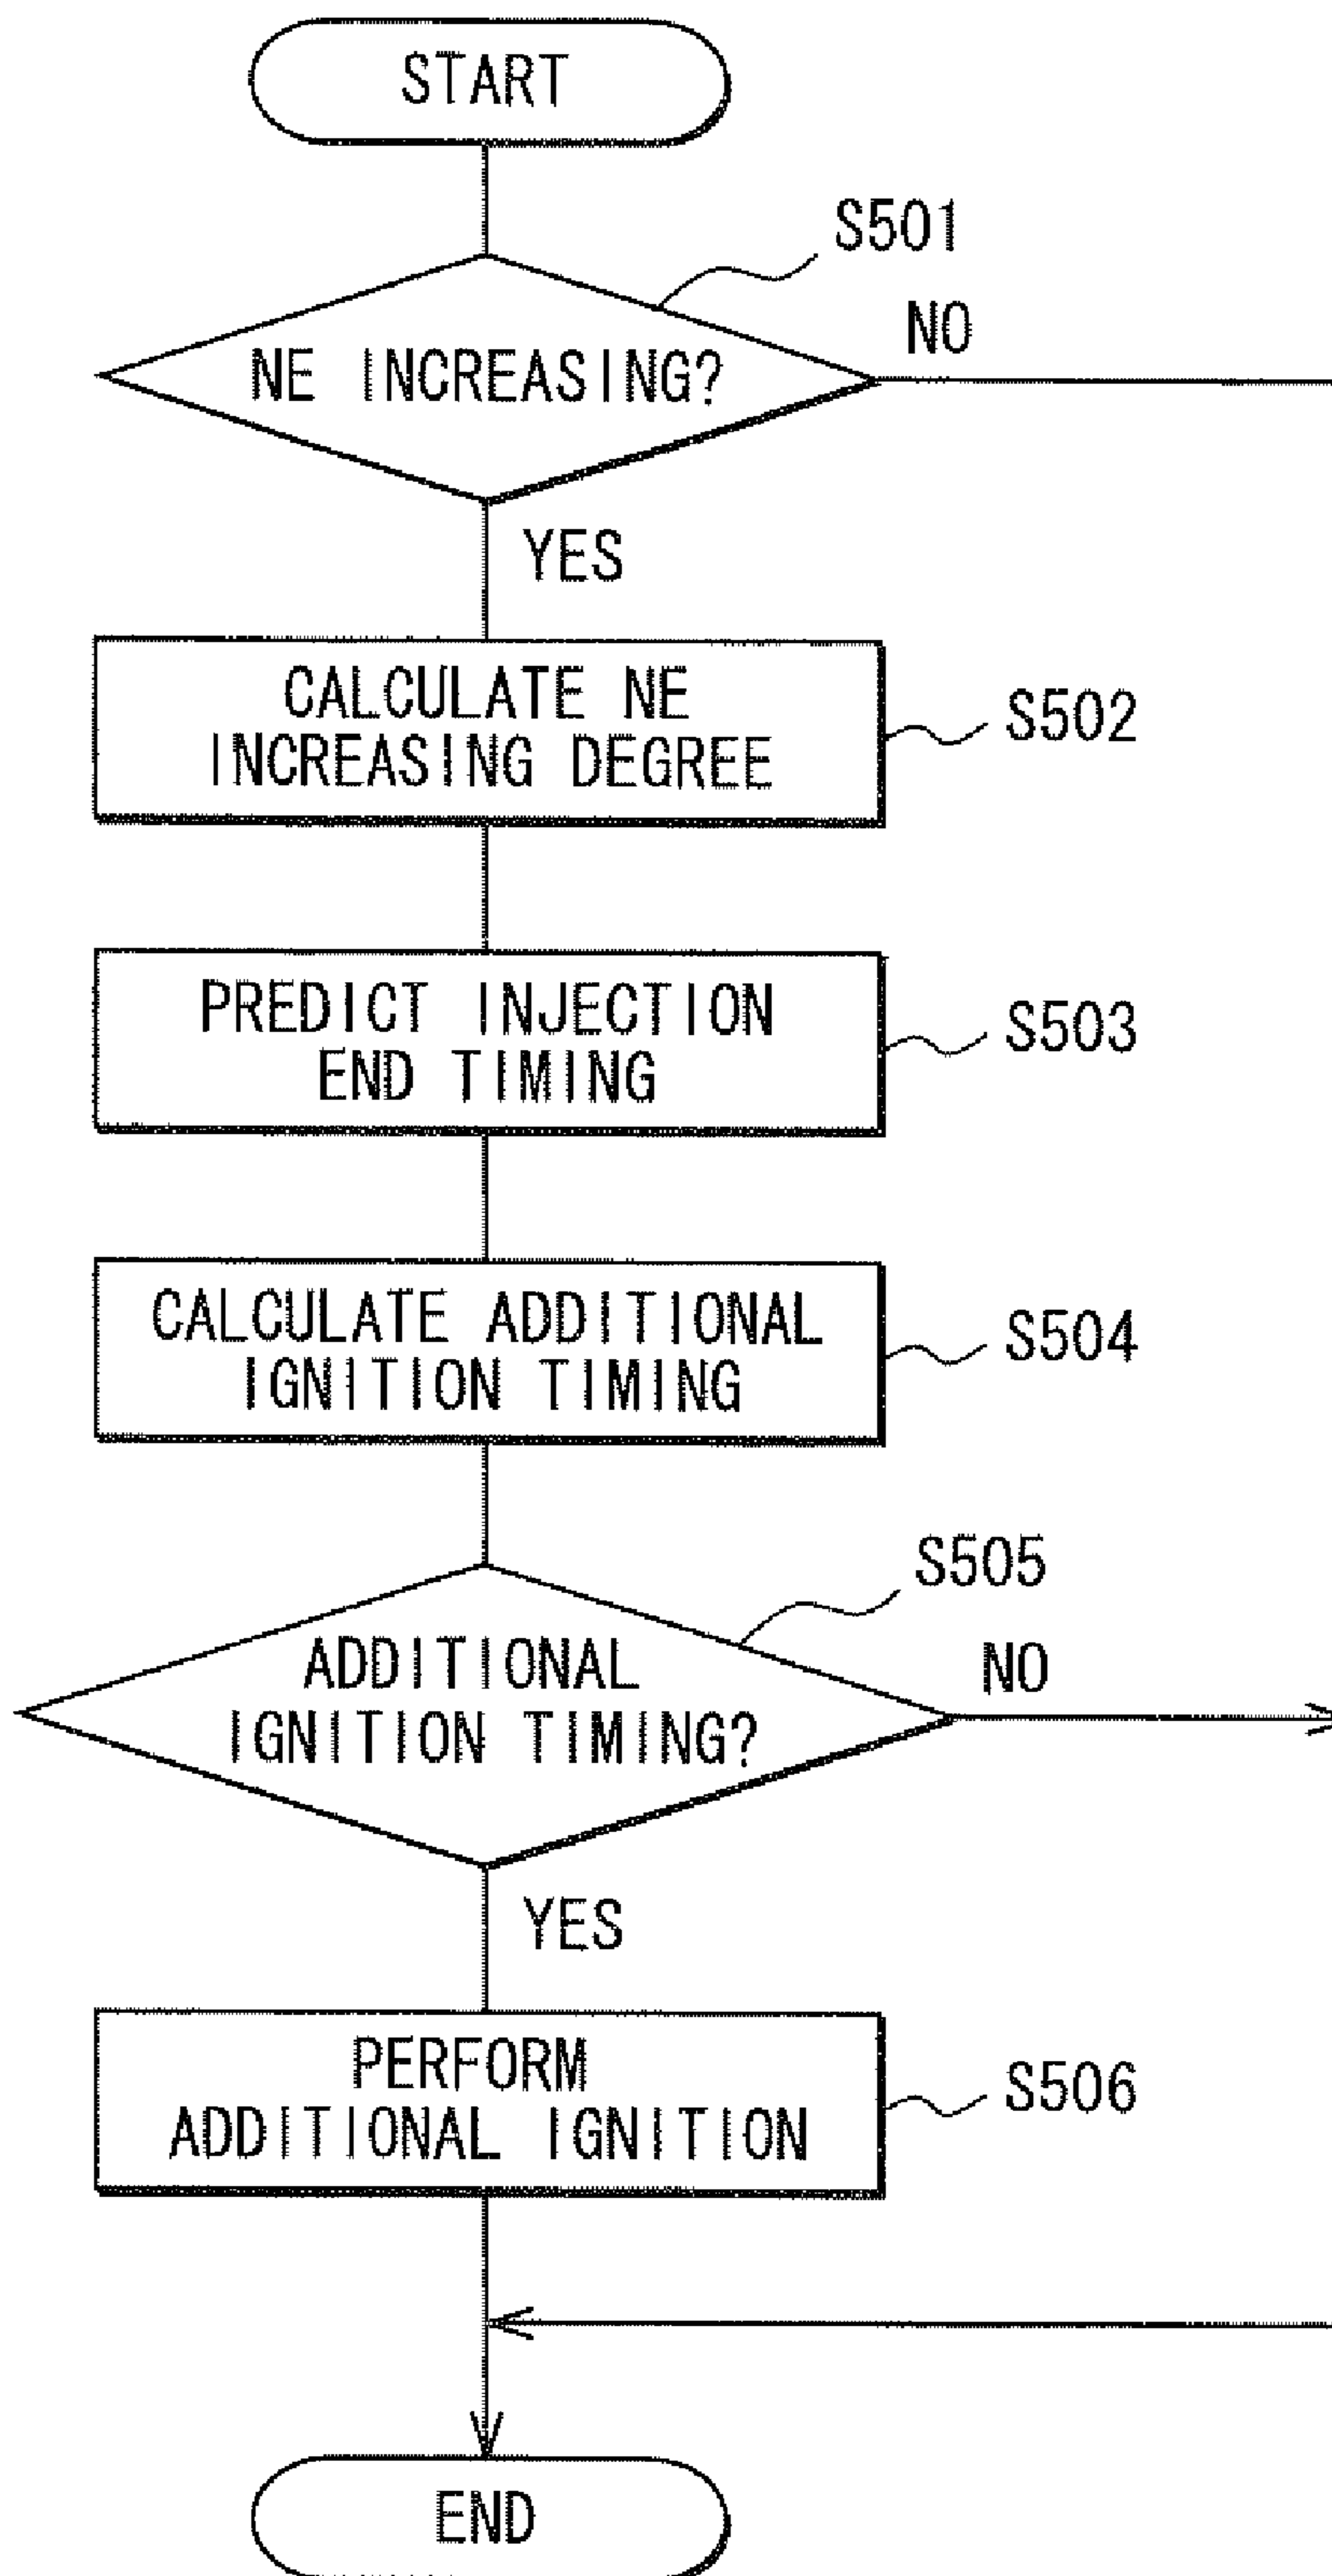 START
S501
NE INCREASING?
NO
YES
CALCULATE NE
INCREASING DEGREE
S502
PREDICT INJECTION
END TIMING
S503
CALCULATE ADDITIONAL
IGNITION TIMING
S504
S505
ADDITIONAL
IGNITION TIMING?
NO
YES
PERFORM
ADDITIONAL IGNITION
S506
END